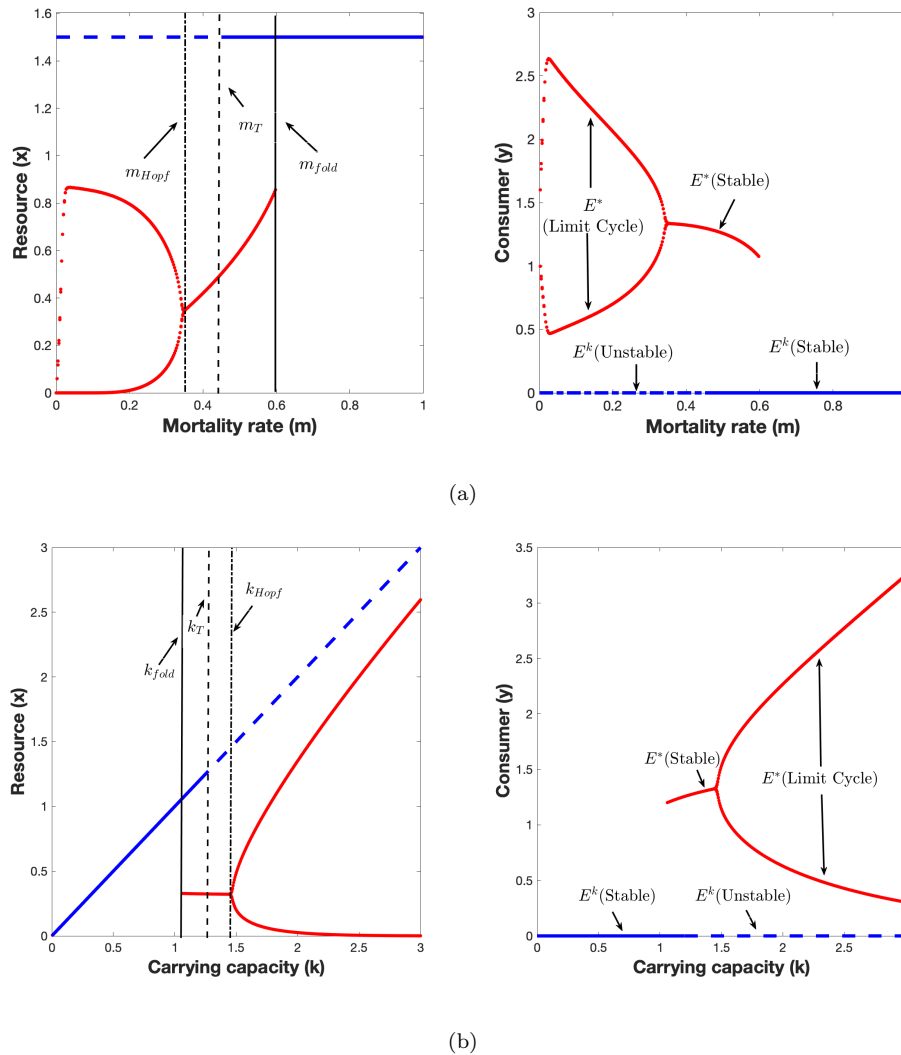 1.6
1.4
1.2
1
0.8
0.6
0.4
0.2
0
0
0.2
0.4
0.6
0.8
1
Resource (x)
Mortality rate (m)
m_T
m_{Hopf}
m_{fold}
3
2.5
2
1.5
1
0.5
0
0
0.2
0.4
0.6
0.8
Consumer (y)
Mortality rate (m)
E*(Stable)
E*
(Limit Cycle)
E^k(Unstable)
E^k(Stable)
(a)
3
2.5
2
1.5
1
0.5
0
0
0.5
1
1.5
2
2.5
3
Resource (x)
Carrying capacity (k)
k_{Hopf}
k_T
k_{fold}
3.5
3
2.5
2
1.5
1
0.5
0
0
0.5
1
1.5
2
2.5
Consumer (y)
Carrying capacity (k)
E*(Stable)
E*(Limit Cycle)
E^k(Stable)
E^k(Unstable)
(b)